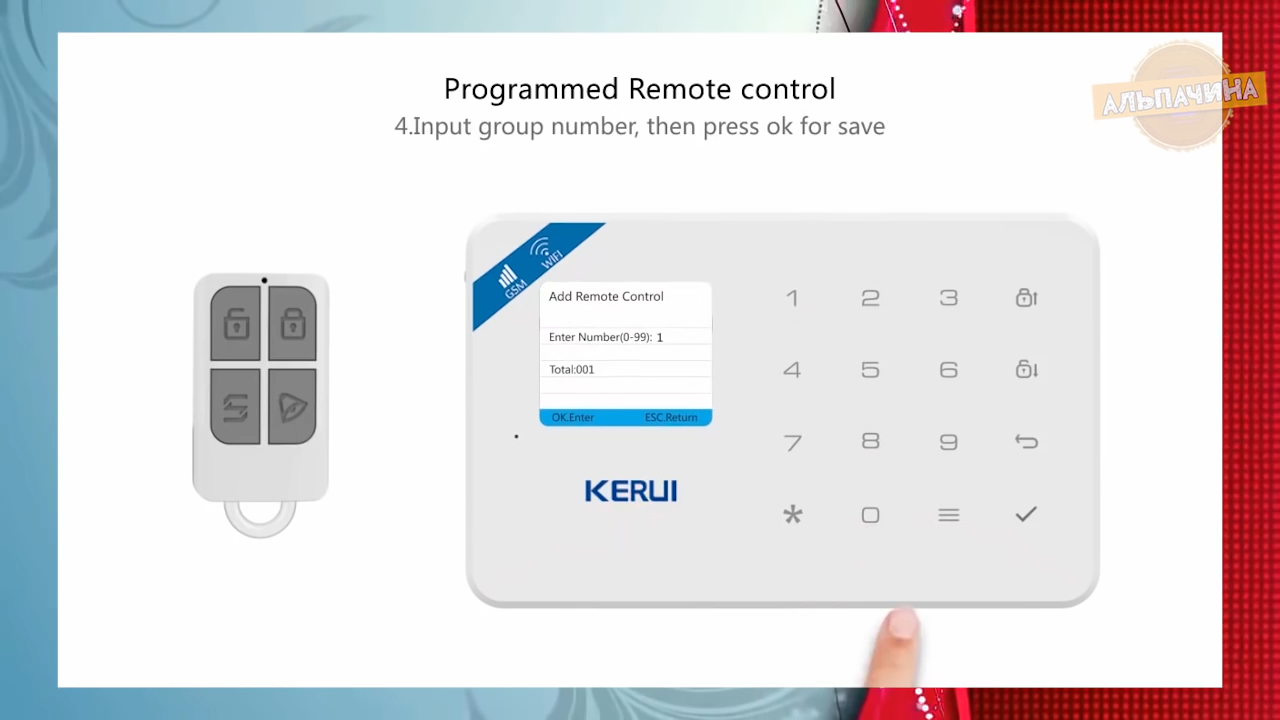 Programmed Remote control
4.Input group number, then press ok for save
АЛЬПАЧИНА
GSM
WIFI
Add Remote Control
Enter Number(0-99): 1
Total:001
OK.Enter
ESC.Return
KERUI
1 2 3
4 5 6
7 8 9
* 0